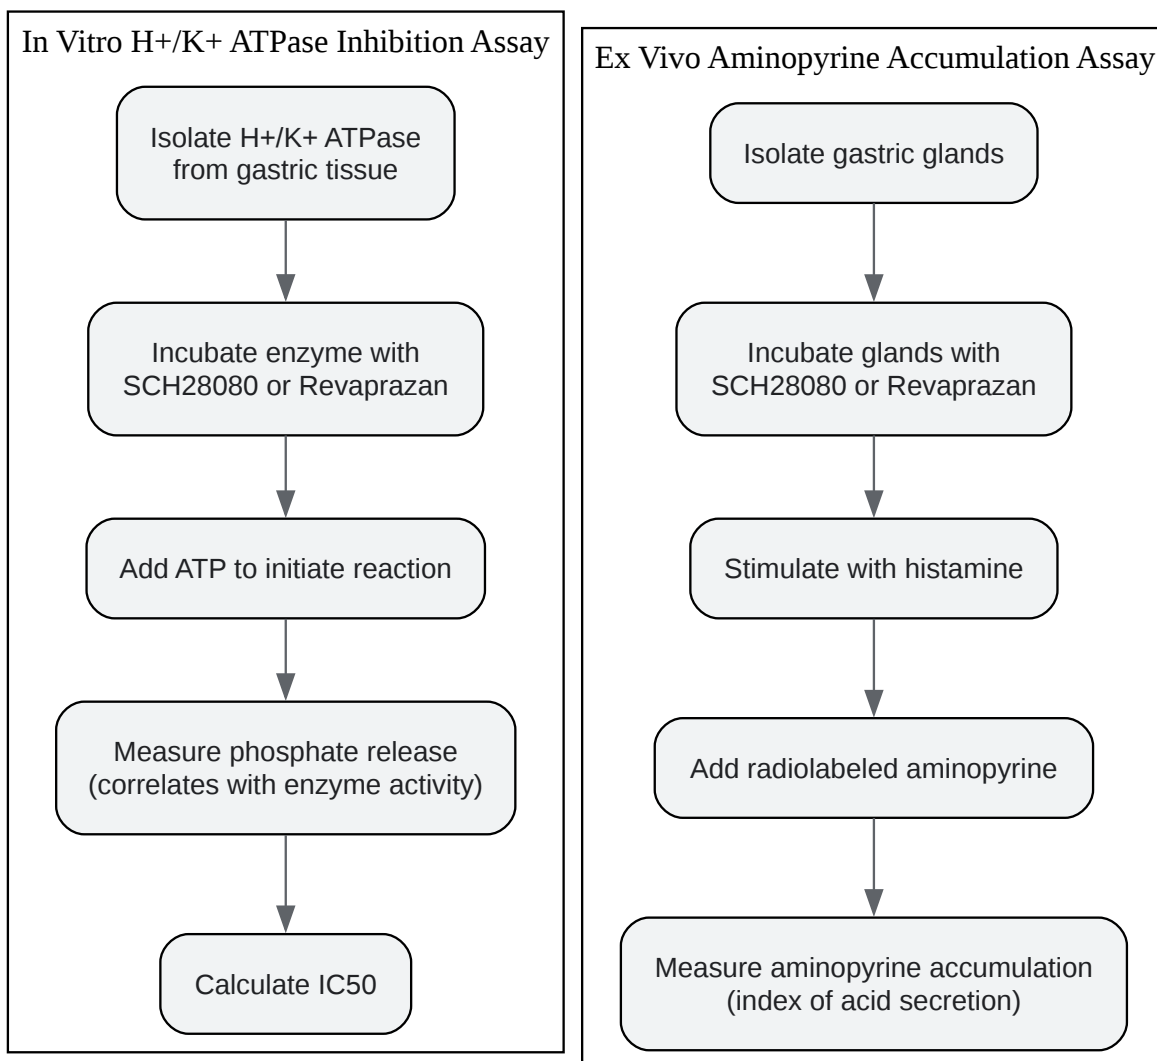 In Vitro H+/K+ ATPase Inhibition Assay
Isolate H+/K+ ATPase
from gastric tissue
Incubate enzyme with
SCH28080 or Revaprazan
Add ATP to initiate reaction
Measure phosphate release
(correlates with enzyme activity)
Calculate IC50
Ex Vivo Aminopyrine Accumulation Assay
Isolate gastric glands
Incubate glands with
SCH28080 or Revaprazan
Stimulate with histamine
Add radiolabeled aminopyrine
Measure aminopyrine accumulation
(index of acid secretion)